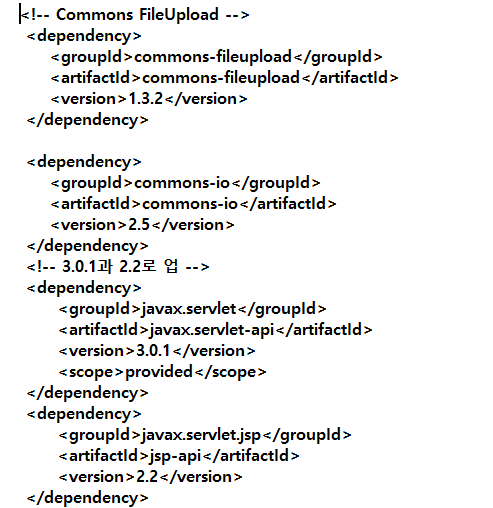 <!-- Commons FileUpload -->
<dependency>
<groupId>commons-fileupload</groupId>
<artifactId>commons-fileupload</artifactId>
<version>1.3.2</version>
</dependency>
<dependency>
<groupId>commons-io</groupId>
<artifactId>commons-io</artifactId>
<version>2.5</version>
</dependency>
<!-- 3.0.1과 2.2로 업 -->
<dependency>
<groupId>javax.servlet</groupId>
<artifactId>javax.servlet-api</artifactId>
<version>3.0.1</version>
<scope>provided</scope>
</dependency>
<dependency>
<groupId>javax.servlet.jsp</groupId>
<artifactId>jsp-api</artifactId>
<version>2.2</version>
</dependency>